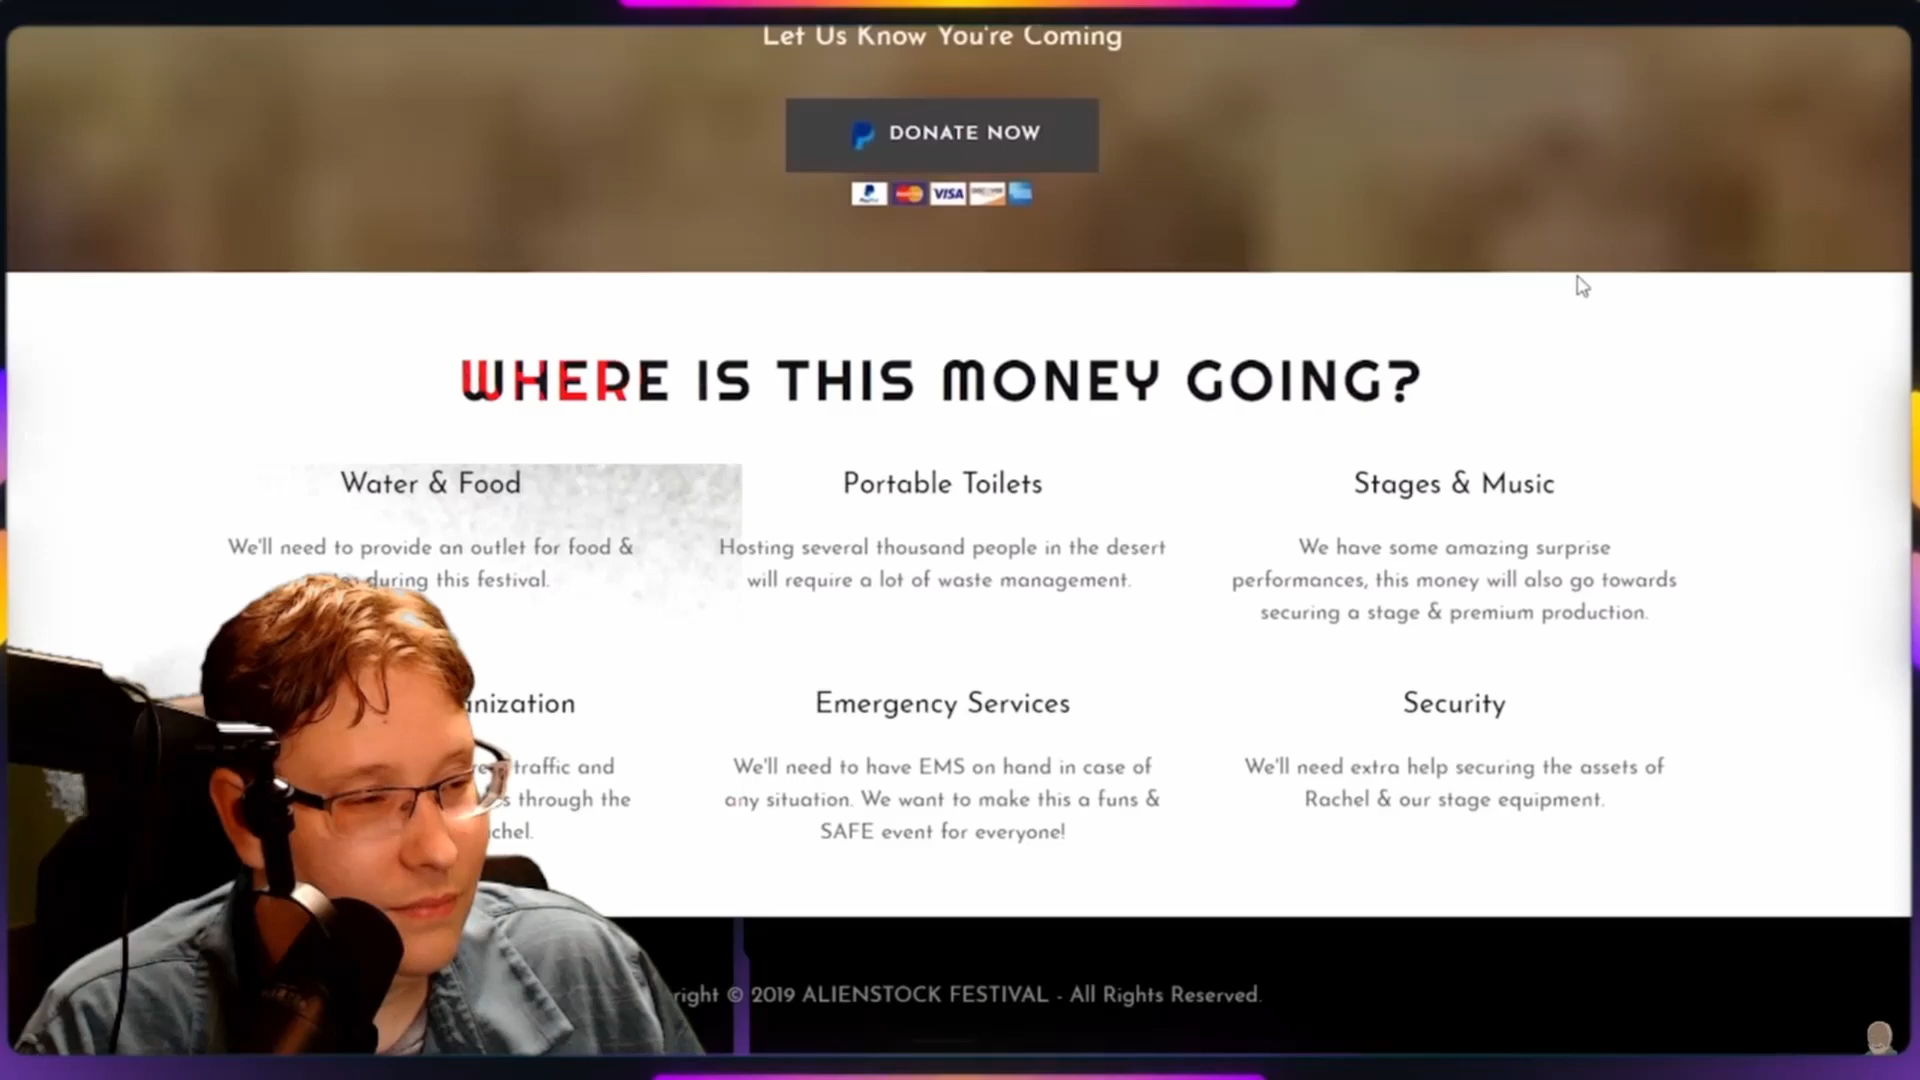 Let Us Know You're Coming
DONATE NOW
PayPal
VISA
DISCOVER
WHERE IS THIS MONEY GOING?
Water & Food
We'll need to provide an outlet for food &
during this festival.
Portable Toilets
Hosting several thousand people in the desert
will require a lot of waste management.
Stages & Music
We have some amazing surprise
performances, this money will also go towards
securing a stage & premium production.
anization
traffic and
s through the
chel.
Emergency Services
We'll need to have EMS on hand in case of
any situation. We want to make this a funs &
SAFE event for everyone!
Security
We'll need extra help securing the assets of
Rachel & our stage equipment.
right © 2019 ALIENSTOCK FESTIVAL - All Rights Reserved.